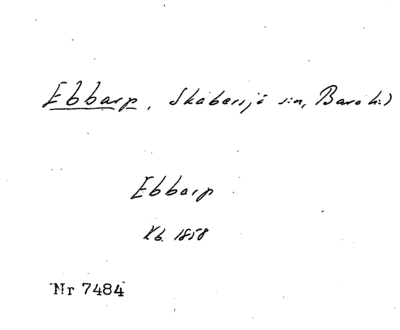 Ebbarp, Skabersjö sn, Bara hd
Ebbarp
Kb. 1858
Nr 7484